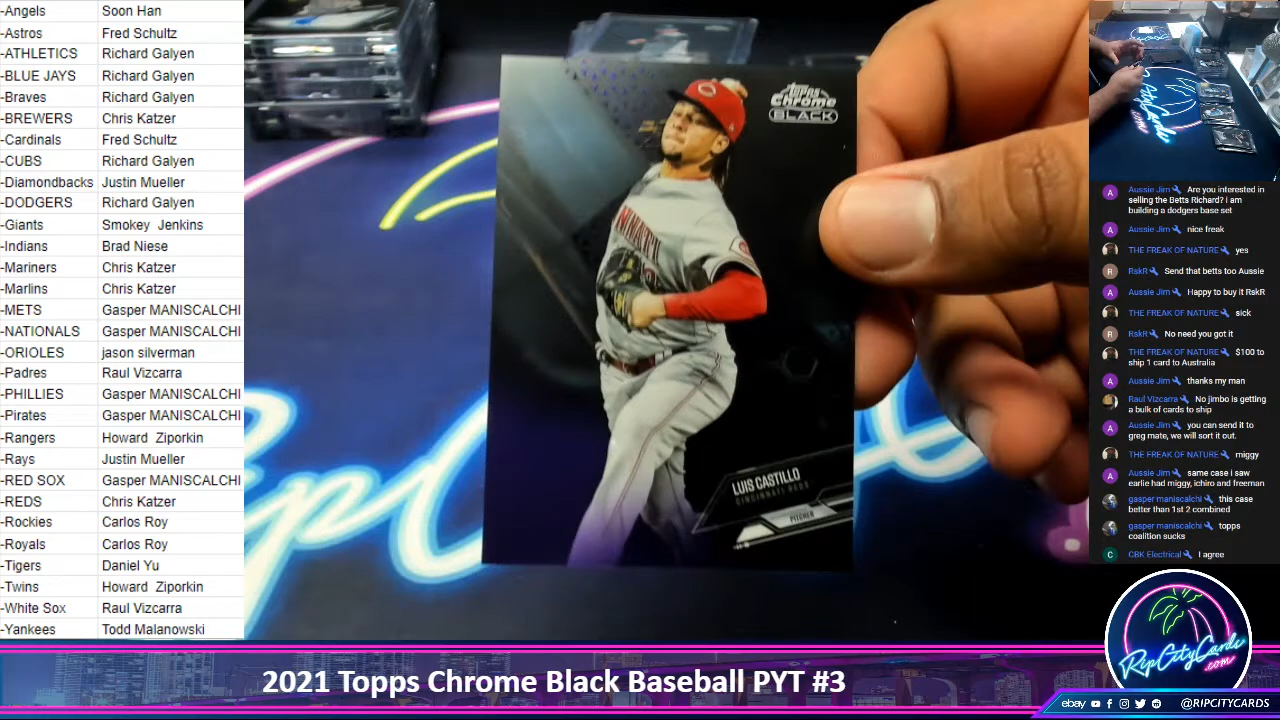 -Angels Soon Han
-Astros Fred Schultz
-ATHLETICS Richard Galyen
-BLUE JAYS Richard Galyen
-Braves Richard Galyen
-BREWERS Chris Katzer
-Cardinals Fred Schultz
-CUBS Richard Galyen
-Diamondbacks Justin Mueller
-DODGERS Richard Galyen
-Giants Smokey Jenkins
-Indians Brad Niese
-Mariners Chris Katzer
-Marlins Chris Katzer
-METS Gasper MANISCALCHI
-NATIONALS Gasper MANISCALCHI
-ORIOLES jason silverman
-Padres Raul Vizcarra
-PHILLIES Gasper MANISCALCHI
-Pirates Gasper MANISCALCHI
-Rangers Howard Ziporkin
-Rays Justin Mueller
-RED SOX Gasper MANISCALCHI
-REDS Chris Katzer
-Rockies Carlos Roy
-Royals Carlos Roy
-Tigers Daniel Yu
-Twins Howard Ziporkin
-White Sox Raul Vizcarra
-Yankees Todd Malanowski
Topps
Chrome
BLACK
C
LUIS CASTILLO
CINCINNATI REDS
PITCHER
A Aussie Jim Are you interested in
selling the Betts Richard? i am
building a dodgers base set
A Aussie Jim nice freak
THE FREAK OF NATURE yes
R RskR Send that betts too Aussie
A Aussie Jim Happy to buy it RskR
THE FREAK OF NATURE sick
R RskR No need you got it
THE FREAK OF NATURE $100 to
ship 1 card to Australia
A Aussie Jim thanks my man
Raul Vizcarra No jimbo is getting
a bulk of cards to ship
A Aussie Jim you can send it to
greg mate, we will sort it out.
THE FREAK OF NATURE miggy
A Aussie Jim same case i saw
earlie had miggy, ichiro and freeman
gasper maniscalchi this case
better than 1st 2 combined
gasper maniscalchi topps
coalition sucks
C CBK Electrical I agree
RipCityCards
.com
2021 Topps Chrome Black Baseball PYT #3
ebay @RIPCITYCARDS